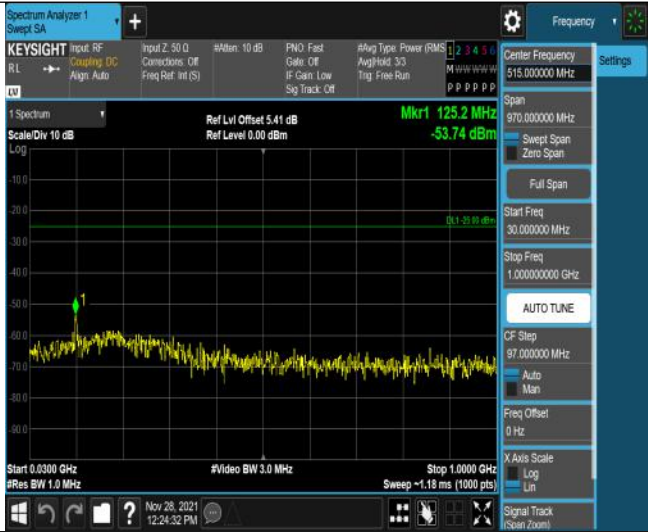 Spectrum Analyzer 1
Swept SA
+
Frequency
KEYSIGHT
RL
Input: RF
Coupling: DC
Align: Auto
Input Z: 50 Ω
Corrections: Off
Freq Ref: Int (S)
#Atten: 10 dB
PNO: Fast
Gate: Off
IF Gain: Low
Sig Track: Off
#Avg Type: Power (RMS
Avg|Hold: 3/3
Trig: Free Run
1 2 3 4 5 6
M W W W W W
P P P P P P
LV
1 Spectrum
Scale/Div 10 dB
Log
Ref Lvl Offset 5.41 dB
Ref Level 0.00 dBm
Mkr1 125.2 MHz
-53.74 dBm
-10.0
-20.0
DL1 -25.00 dBm
-30.0
-40.0
-50.0
1
-60.0
-70.0
-80.0
-90.0
Start 0.0300 GHz
#Res BW 1.0 MHz
#Video BW 3.0 MHz
Stop 1.0000 GHz
Sweep ~1.18 ms (1000 pts)
Nov 28, 2021
12:24:32 PM
Settings
Center Frequency
515.000000 MHz
Span
970.000000 MHz
Swept Span
Zero Span
Full Span
Start Freq
30.000000 MHz
Stop Freq
1.000000000 GHz
AUTO TUNE
CF Step
97.000000 MHz
Auto
Man
Freq Offset
0 Hz
X Axis Scale
Log
Lin
Signal Track
(Span Zoom)